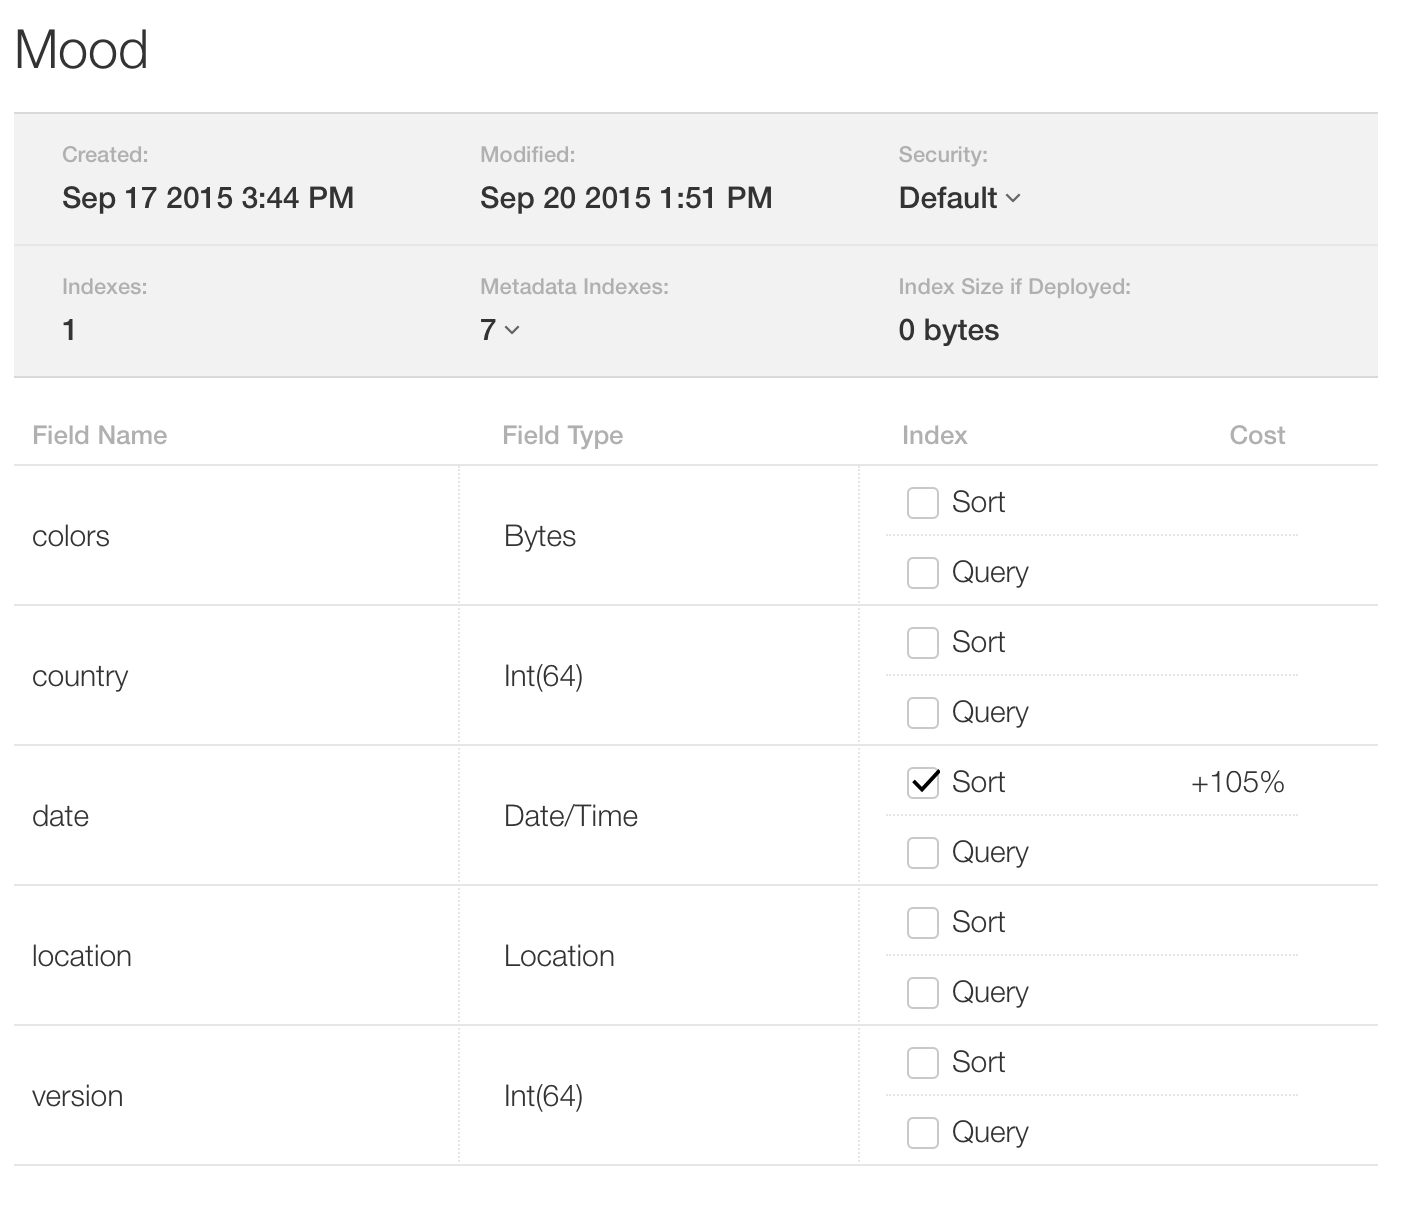 Mood
Created: Modified: Security:
Sep 17 2015 3:44 PM Sep 20 2015 1:51 PM Default
Indexes: Metadata Indexes: Index Size if Deployed:
1 7 0 bytes
Field Name Field Type Index Cost
Sort
colors Bytes
Query
Sort
country Int(64)
Query
Sort +105%
date Date/Time
Query
Sort
location Location
Query
Sort
version Int(64)
Query